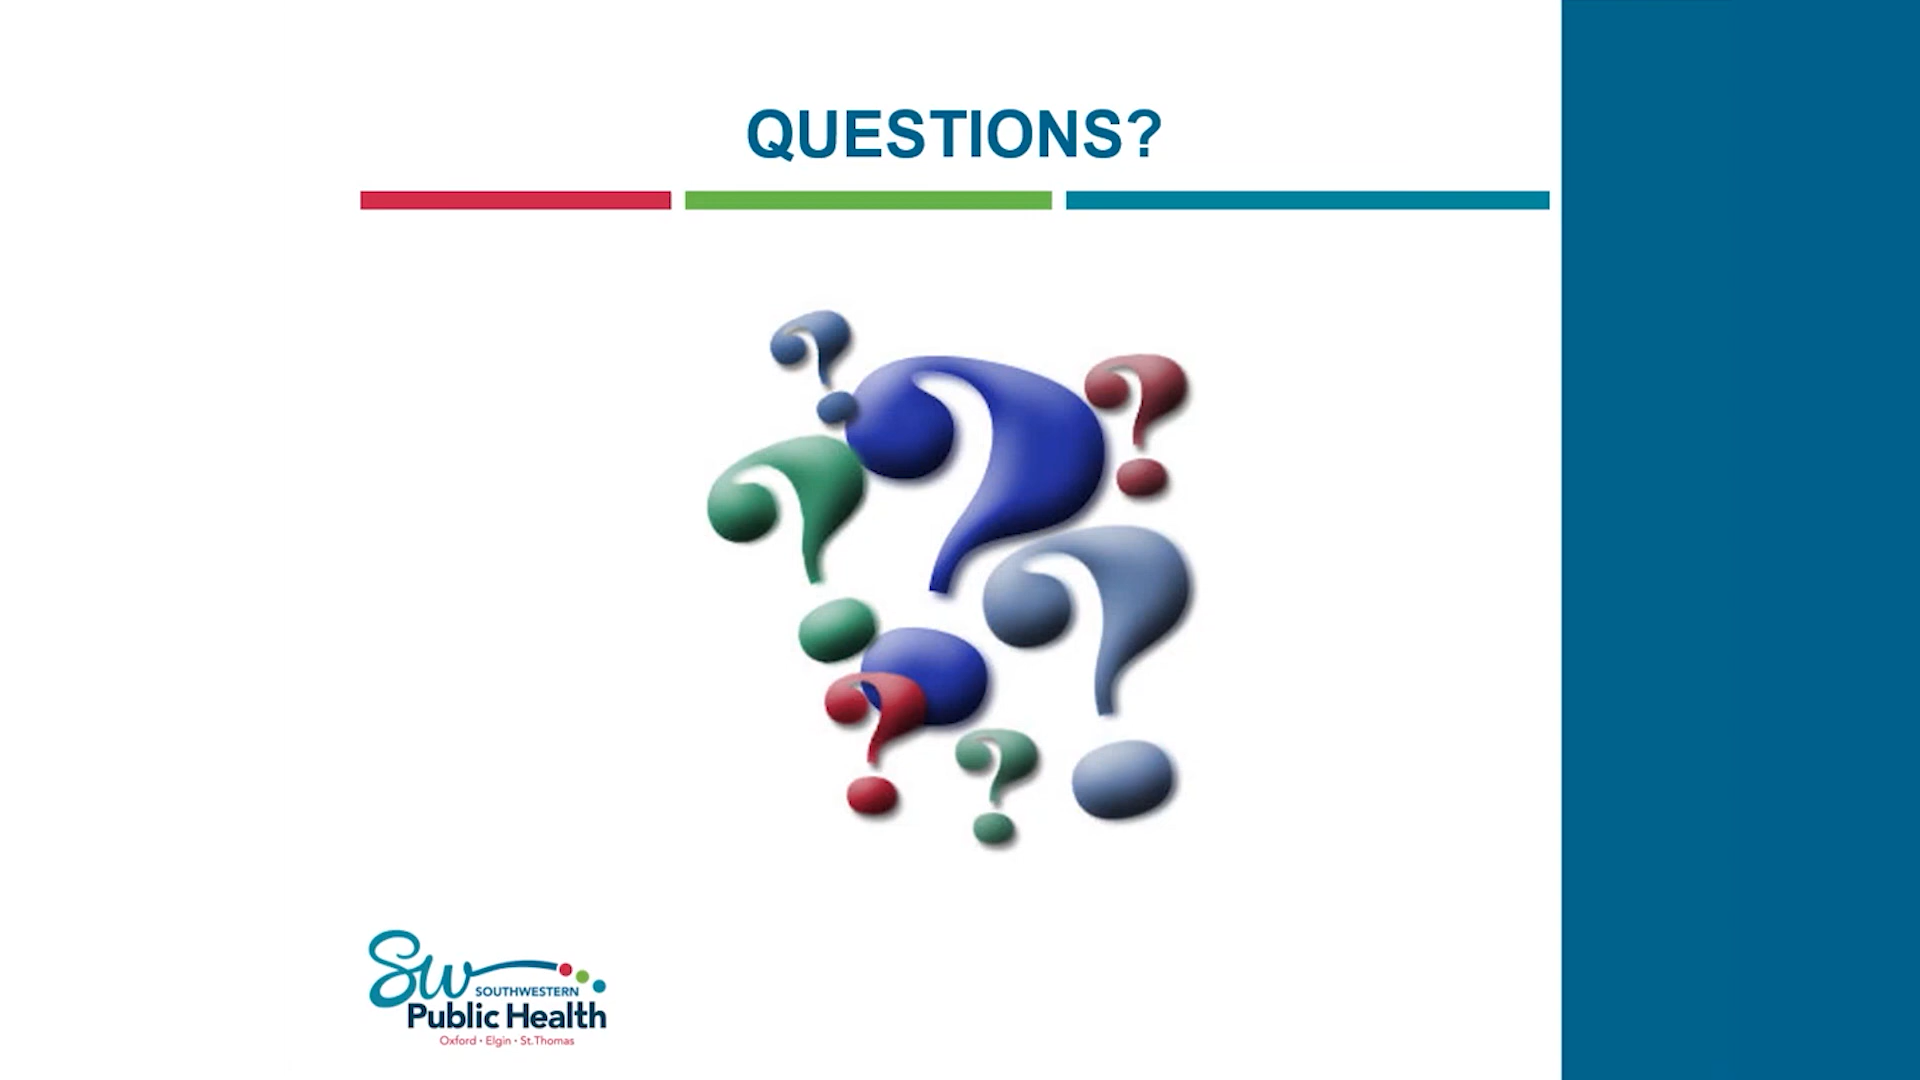 QUESTIONS?
Sw
SOUTHWESTERN
Public Health
Oxford • Elgin • St.Thomas